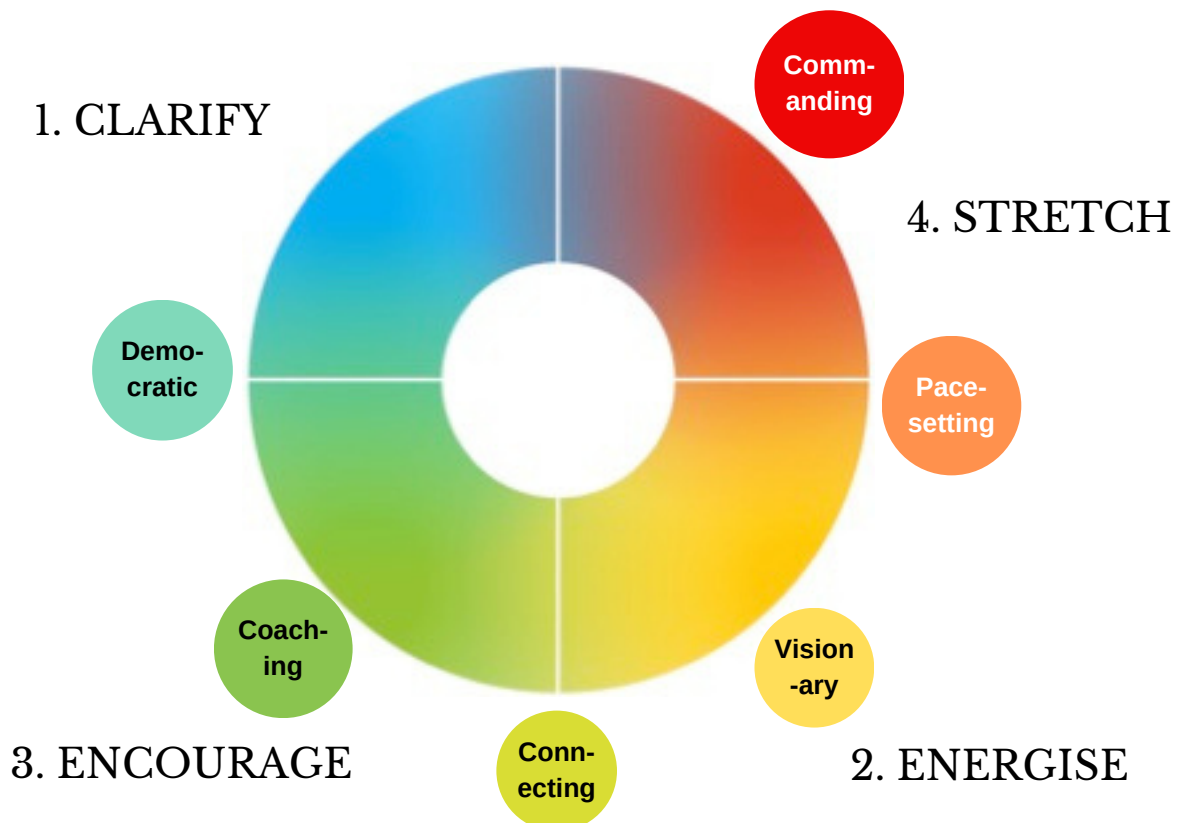 Comm-
anding
1. CLARIFY
4. STRETCH
Demo-
cratic
Pace-
setting
Coach-
ing
Vision
-ary
3. ENCOURAGE
Conn-
ecting
2. ENERGISE